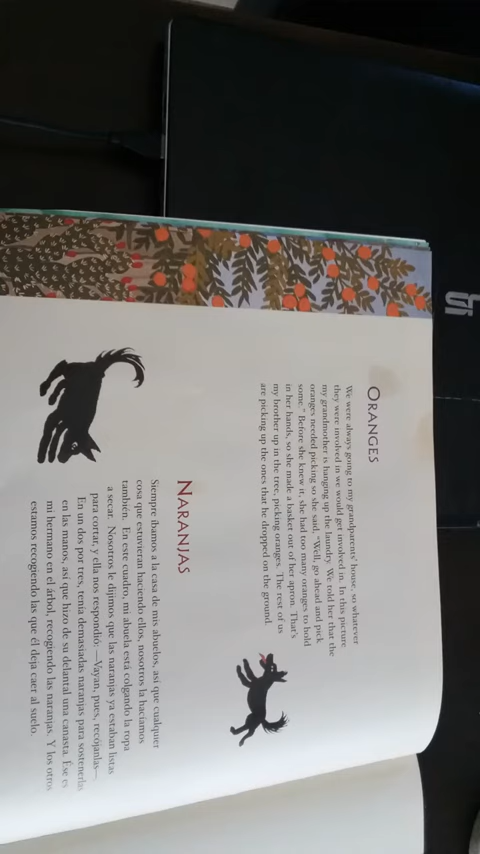 ORANGES
We were always going to my grandparents' house, so whatever
they were involved in we would get involved in. In this picture
my grandmother is hanging up the laundry. We told her that the
oranges needed picking so she said, "Well, go ahead and pick
some." Before she knew it, she had too many oranges to hold
in her hands, so she made a basket out of her apron. That's
my brother up in the tree, picking oranges. The rest of us
are picking up the ones that he dropped on the ground.
NARANJAS
Siempre íbamos a la casa de mis abuelos, así que cualquier
cosa que estuvieran haciendo ellos, nosotros la hacíamos
también. En este cuadro, mi abuela está colgando la ropa
a secar. Nosotros le dijimos que las naranjas ya estaban listas
para cortar, y ella nos respondió: —Vayan, pues, recójanlas—.
En un dos por tres, tenía demasiadas naranjas para sostenerlas
en las manos, así que hizo de su delantal una canasta. Ése es
mi hermano en el árbol, recogiendo las naranjas. Y los otros
estamos recogiendo las que él deja caer al suelo.